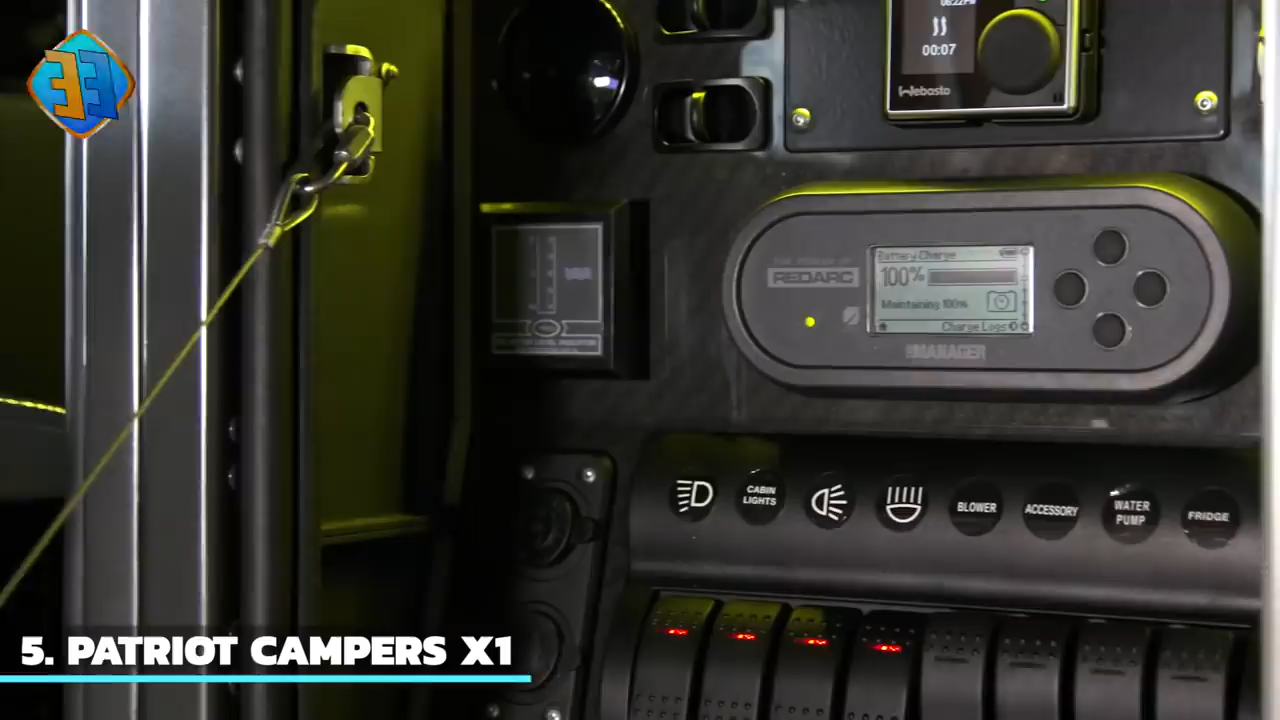 06:22PM
00:07
Webasto
REDARC
Battery Charge
100%
Maintaining 100%
Charge Logs
MANAGER
CABIN
LIGHTS
BLOWER
ACCESSORY
WATER
PUMP
FRIDGE
5. PATRIOT CAMPERS X1